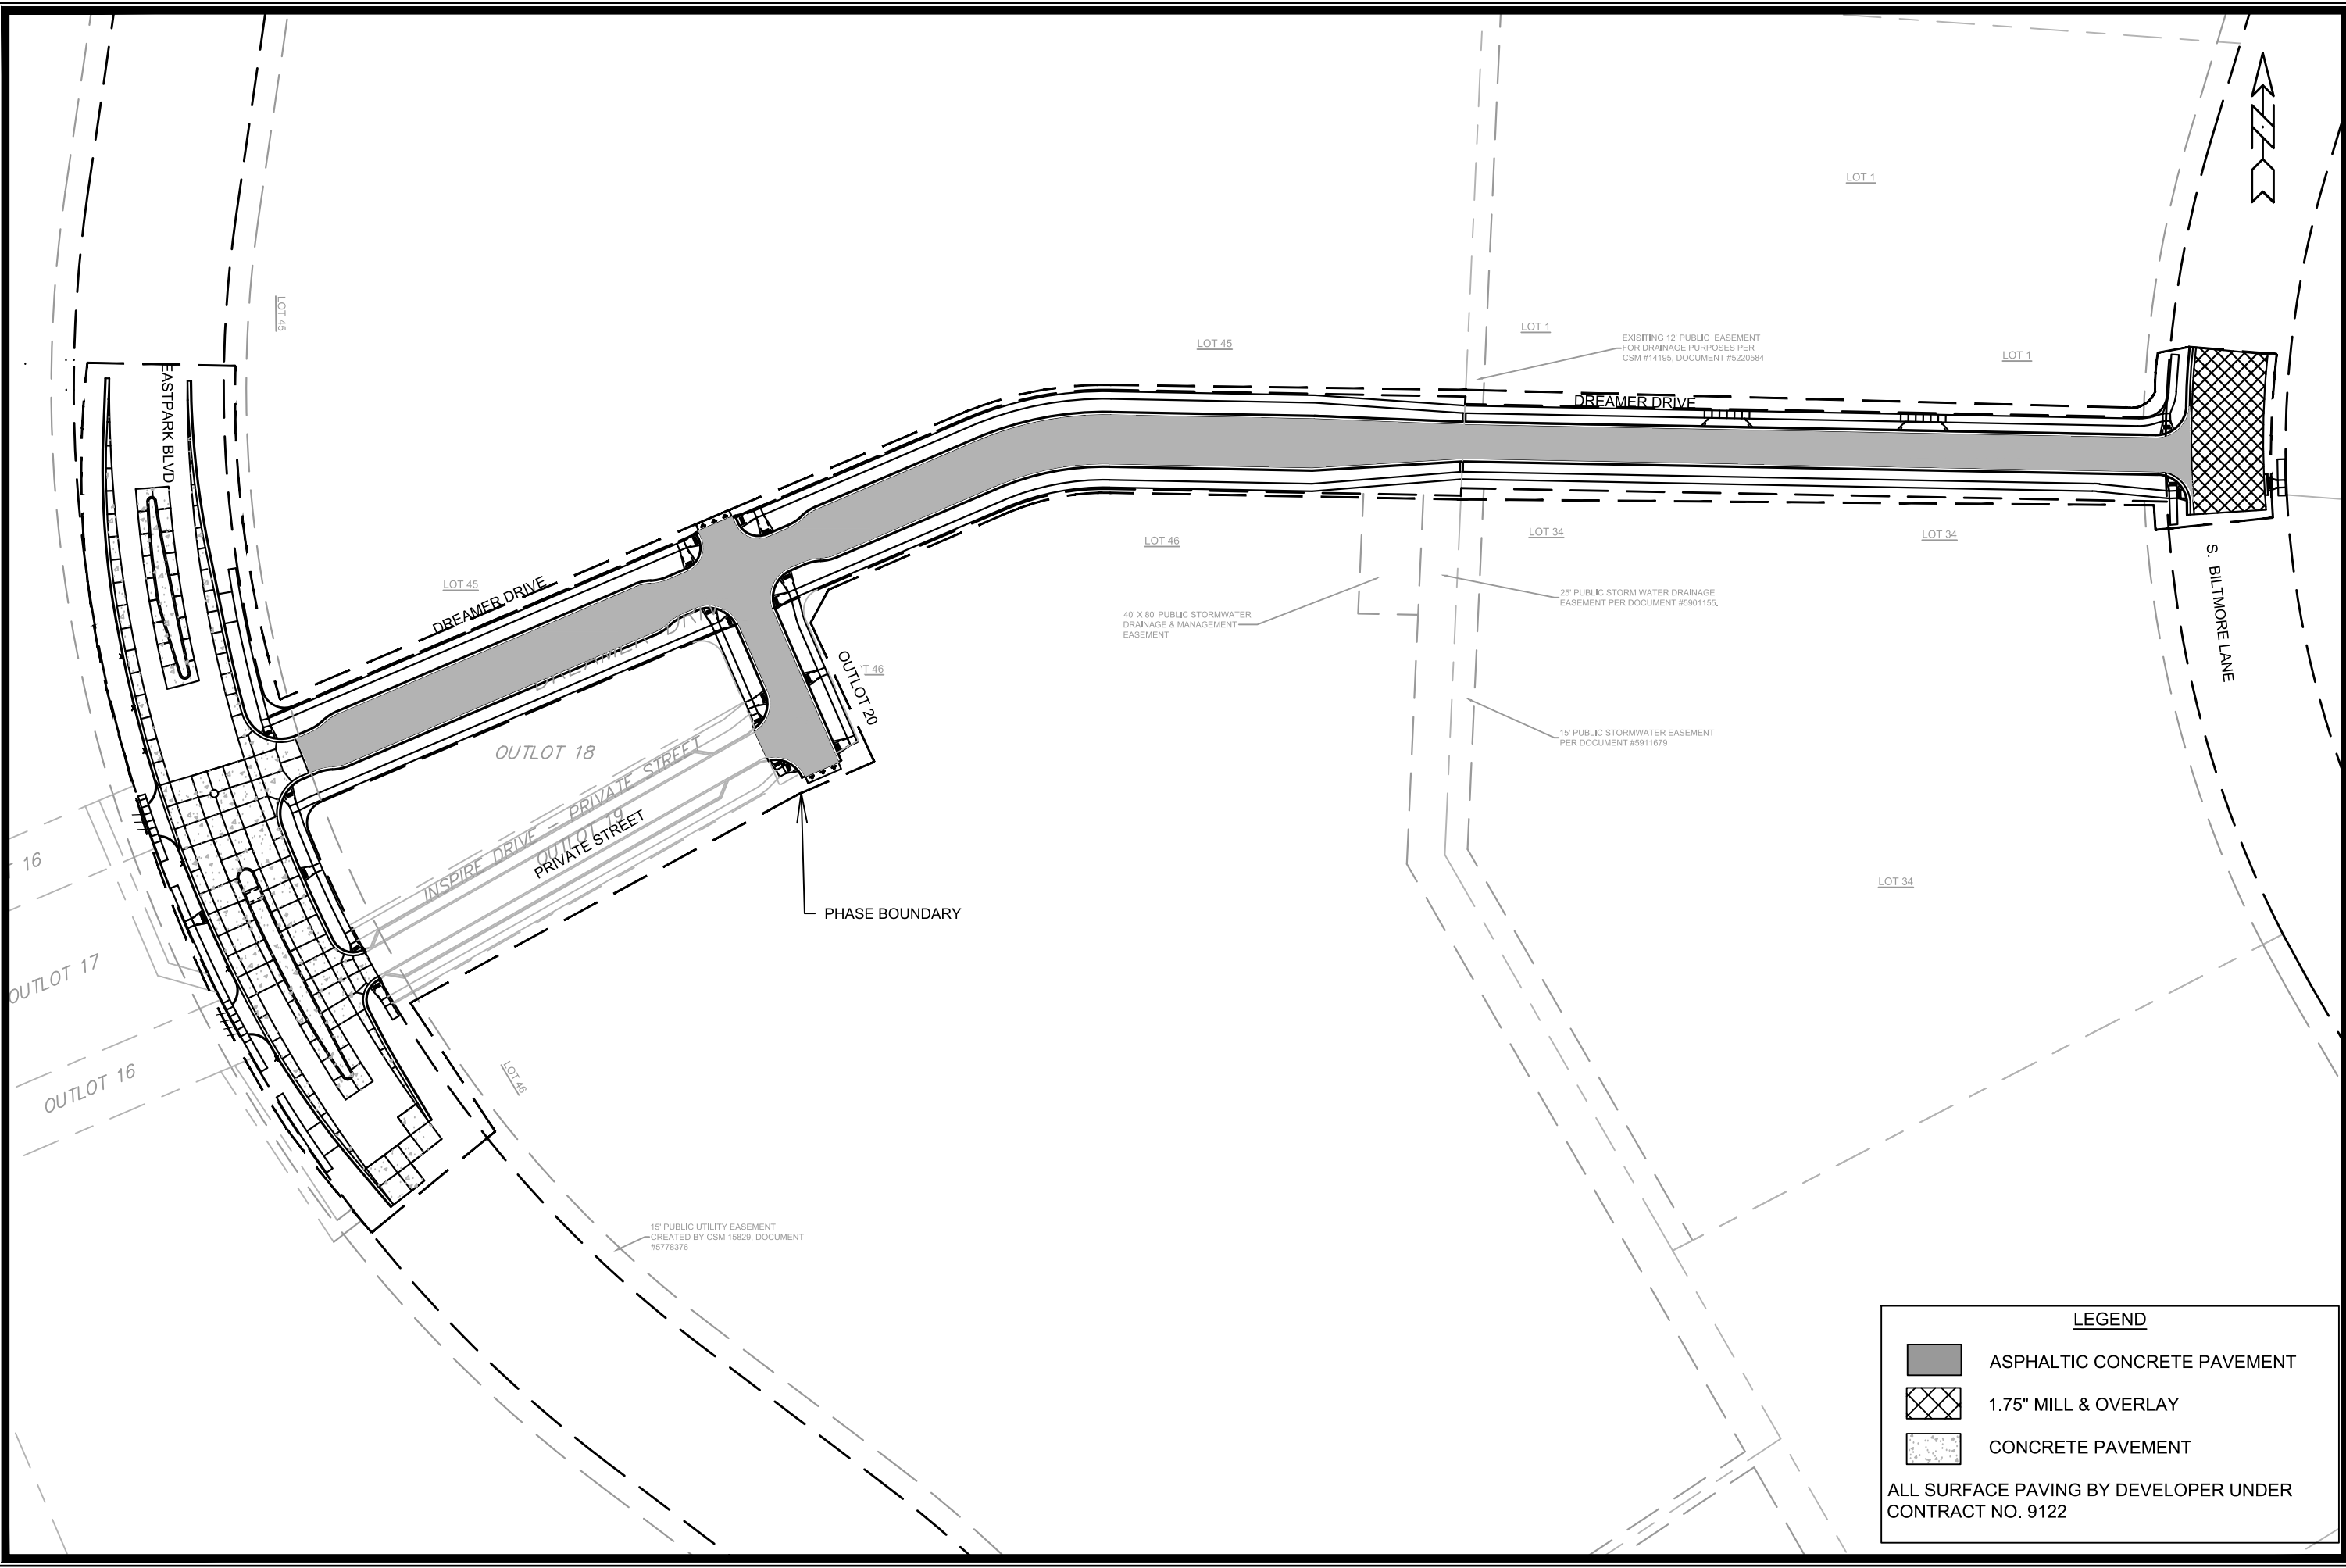 LOT 1
LOT 45
LOT 45
LOT 1
EXISITING 12' PUBLIC EASEMENT
FOR DRAINAGE PURPOSES PER
CSM #14195, DOCUMENT #5220584
LOT 1
EASTPARK BLVD
DREAMER DRIVE
LOT 46
LOT 34
LOT 34
LOT 45
DREAMER DRIVE
S. BILTMORE LANE
40' X 80' PUBLIC STORMWATER
DRAINAGE & MANAGEMENT
EASEMENT
25' PUBLIC STORM WATER DRAINAGE
EASEMENT PER DOCUMENT #5901155,
DREAMER DRI
OUTLOT 20
'T 46
OUTLOT 18
15' PUBLIC STORMWATER EASEMENT
PER DOCUMENT #5911679
INSPIRE DRIVE - PRIVATE STREET
OUTLOT 19
PRIVATE STREET
16
LOT 34
PHASE BOUNDARY
OUTLOT 17
OUTLOT 16
LOT 46
15' PUBLIC UTILITY EASEMENT
CREATED BY CSM 15829, DOCUMENT
#5778376
LEGEND
ASPHALTIC CONCRETE PAVEMENT
1.75" MILL & OVERLAY
CONCRETE PAVEMENT
ALL SURFACE PAVING BY DEVELOPER UNDER
CONTRACT NO. 9122